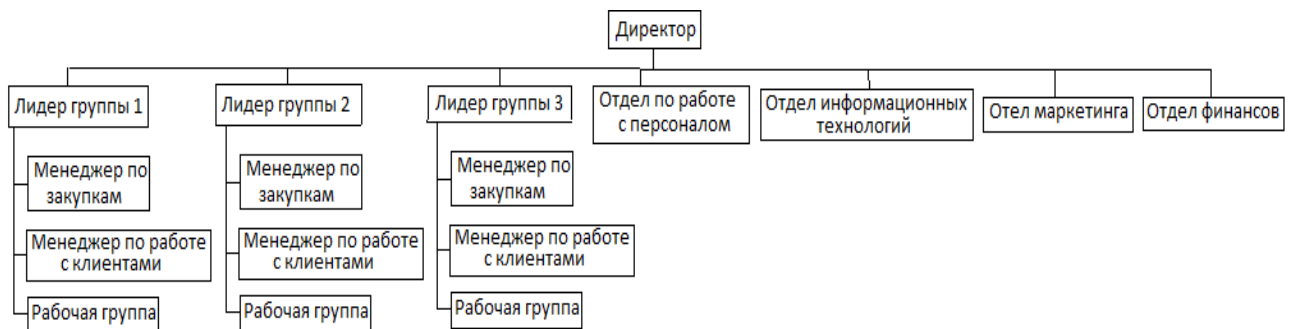 Директор
Лидер группы 1
Лидер группы 2
Лидер группы 3
Отдел по работе
с персоналом
Отдел информационных
технологий
Отел маркетинга
Отдел финансов
Менеджер по
закупкам
Менеджер по работе
с клиентами
Рабочая группа
Менеджер по
закупкам
Менеджер по работе
с клиентами
Рабочая группа
Менеджер по
закупкам
Менеджер по работе
с клиентами
Рабочая группа